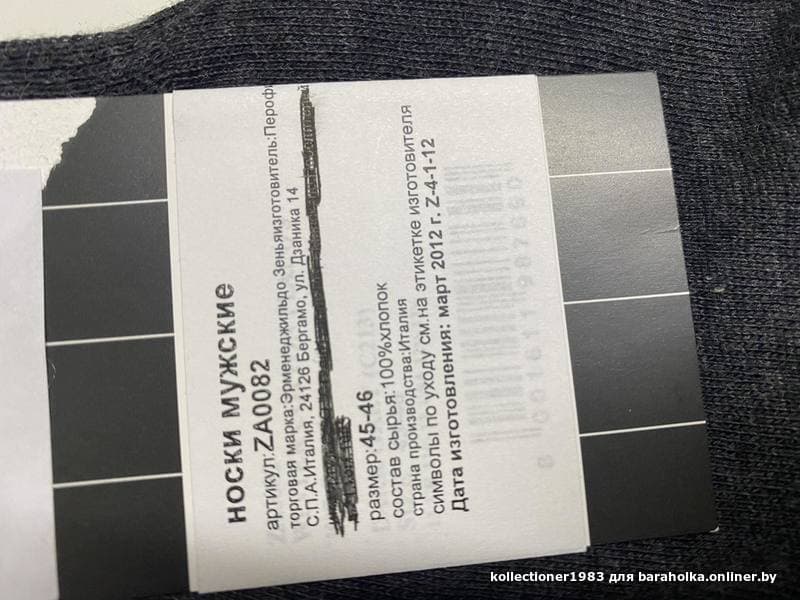 носки мужские
артикул:ZA0082
торговая марка:Эрменеджильдо Зеньяизготовитель:Пероф
С.П.А.Италия, 24126 Бергамо, ул. Дзаника 14
размер:45-46
состав сырья:100%хлопок
страна производства:Италия
символы по уходу см.на этикетке изготовителя
Дата изготовления: март 2012 г. Z-4-1-12
kollectioner1983 для baraholka.onliner.by